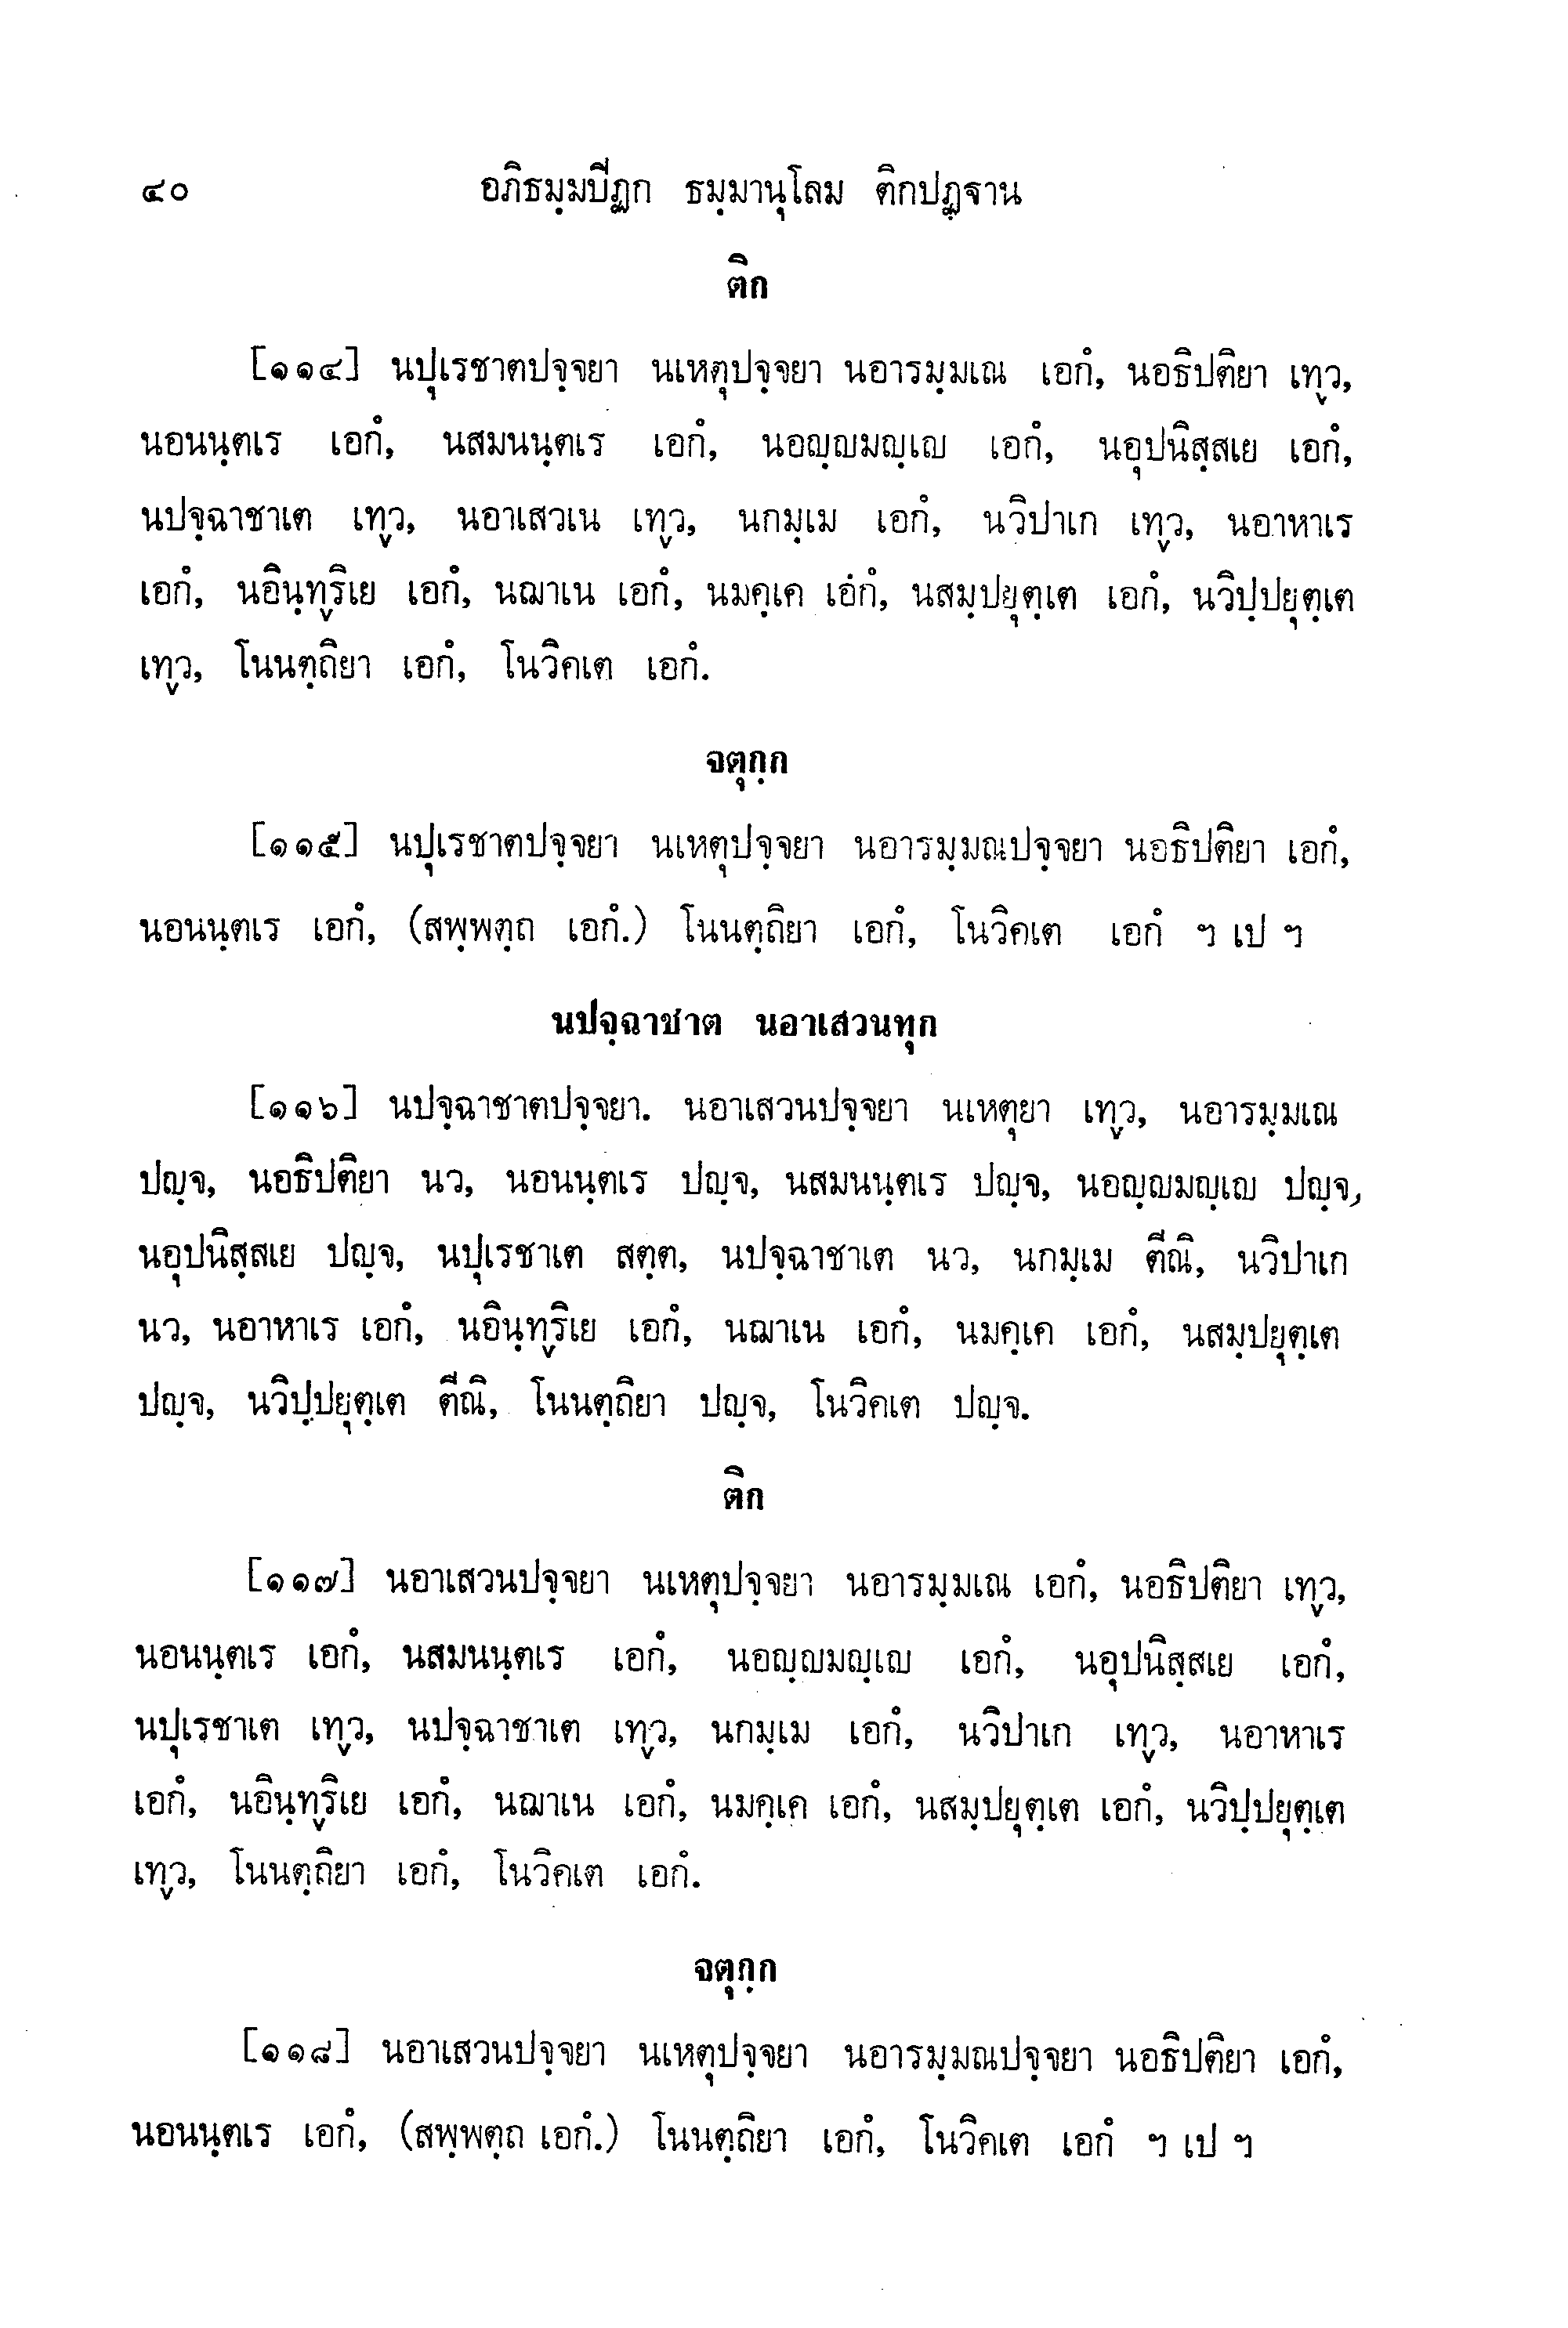 ๔๐ อภิธมฺมปิฏก ธมฺมานุโลม ติกปฏฺฐาน
ติก
[๑๑๔] นปุเรชาตปจฺจยา นเหตุปจฺจยา นอารมฺมเณ เอกํ, นอธิปติยา เทฺว,
นอนนฺตเร เอกํ, นสมนนฺตเร เอกํ, นอญฺญมญฺเญ เอกํ, นอุปนิสฺสเย เอกํ,
นปจฺฉาชาเต เทฺว, นอาเสวเน เทฺว, นกมฺเม เอกํ, นวิปาเก เทฺว, นอาหาเร
เอกํ, นอินฺทฺริเย เอกํ, นฌาเน เอกํ, นมคฺเค เอกํ, นสมฺปยุตฺเต เอกํ, นวิปฺปยุตฺเต
เทฺว, โนนตฺถิยา เอกํ, โนวิคเต เอกํ.
จตุกฺก
[๑๑๕] นปุเรชาตปจฺจยา นเหตุปจฺจยา นอารมฺมณปจฺจยา นอธิปติยา เอกํ,
นอนนฺตเร เอกํ, (สพฺพตฺถ เอกํ.) โนนตฺถิยา เอกํ, โนวิคเต เอกํ ฯ เป ฯ
นปจฺฉาชาต นอาเสวนทุก
[๑๑๖] นปจฺฉาชาตปจฺจยา. นอาเสวนปจฺจยา นเหตุยา เทฺว, นอารมฺมเณ
ปญฺจ, นอธิปติยา นว, นอนนฺตเร ปญฺจ, นสมนนฺตเร ปญฺจ, นอญฺญมญฺเญ ปญฺจ,
นอุปนิสฺสเย ปญฺจ, นปุเรชาเต สตฺต, นปจฺฉาชาเต นว, นกมฺเม ตีณิ, นวิปาเก
นว, นอาหาเร เอกํ, นอินฺทฺริเย เอกํ, นฌาเน เอกํ, นมคฺเค เอกํ, นสมฺปยุตฺเต
ปญฺจ, นวิปฺปยุตฺเต ตีณิ, โนนตฺถิยา ปญฺจ, โนวิคเต ปญฺจ.
ติก
[๑๑๗] นอาเสวนปจฺจยา นเหตุปจฺจยา นอารมฺมเณ เอกํ, นอธิปติยา เทฺว,
นอนนฺตเร เอกํ, นสมนนฺตเร เอกํ, นอญฺญมญฺเญ เอกํ, นอุปนิสฺสเย เอกํ,
นปุเรชาเต เทฺว, นปจฺฉาชาเต เทฺว, นกมฺเม เอกํ, นวิปาเก เทฺว, นอาหาเร
เอกํ, นอินฺทฺริเย เอกํ, นฌาเน เอกํ, นมคฺเค เอกํ, นสมฺปยุตฺเต เอกํ, นวิปฺปยุตฺเต
เทฺว, โนนตฺถิยา เอกํ, โนวิคเต เอกํ.
จตุกฺก
[๑๑๘] นอาเสวนปจฺจยา นเหตุปจฺจยา นอารมฺมณปจฺจยา นอธิปติยา เอกํ,
นอนนฺตเร เอกํ, (สพฺพตฺถ เอกํ.) โนนตฺถิยา เอกํ, โนวิคเต เอกํ ฯ เป ฯ